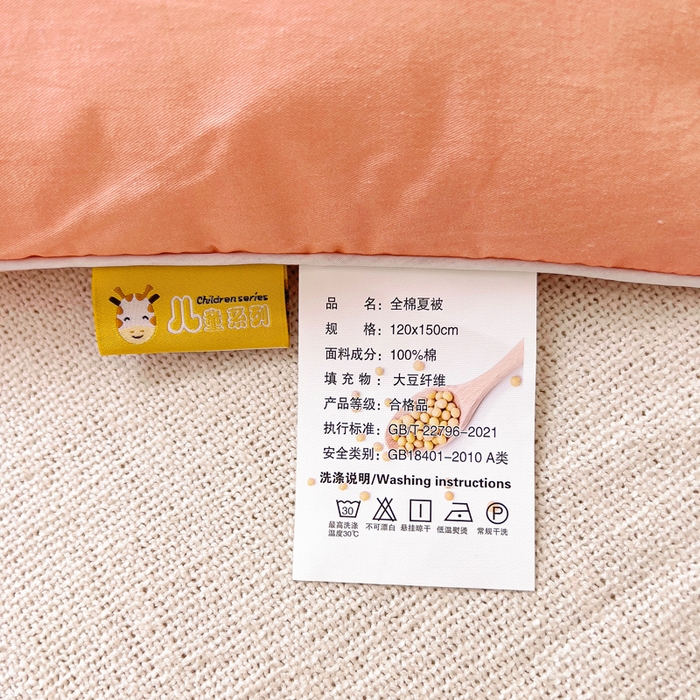 Children series
儿童系列
品 名：全棉夏被
规 格：120x150cm
面料成分：100%棉
填 充 物：大豆纤维
产品等级：合格品
执行标准：GB/T 22796-2021
安全类别：GB18401-2010 A类
洗涤说明/Washing instructions
30 P
最高洗涤 不可漂白 悬挂晾干 低温熨烫 常规干洗
温度30℃